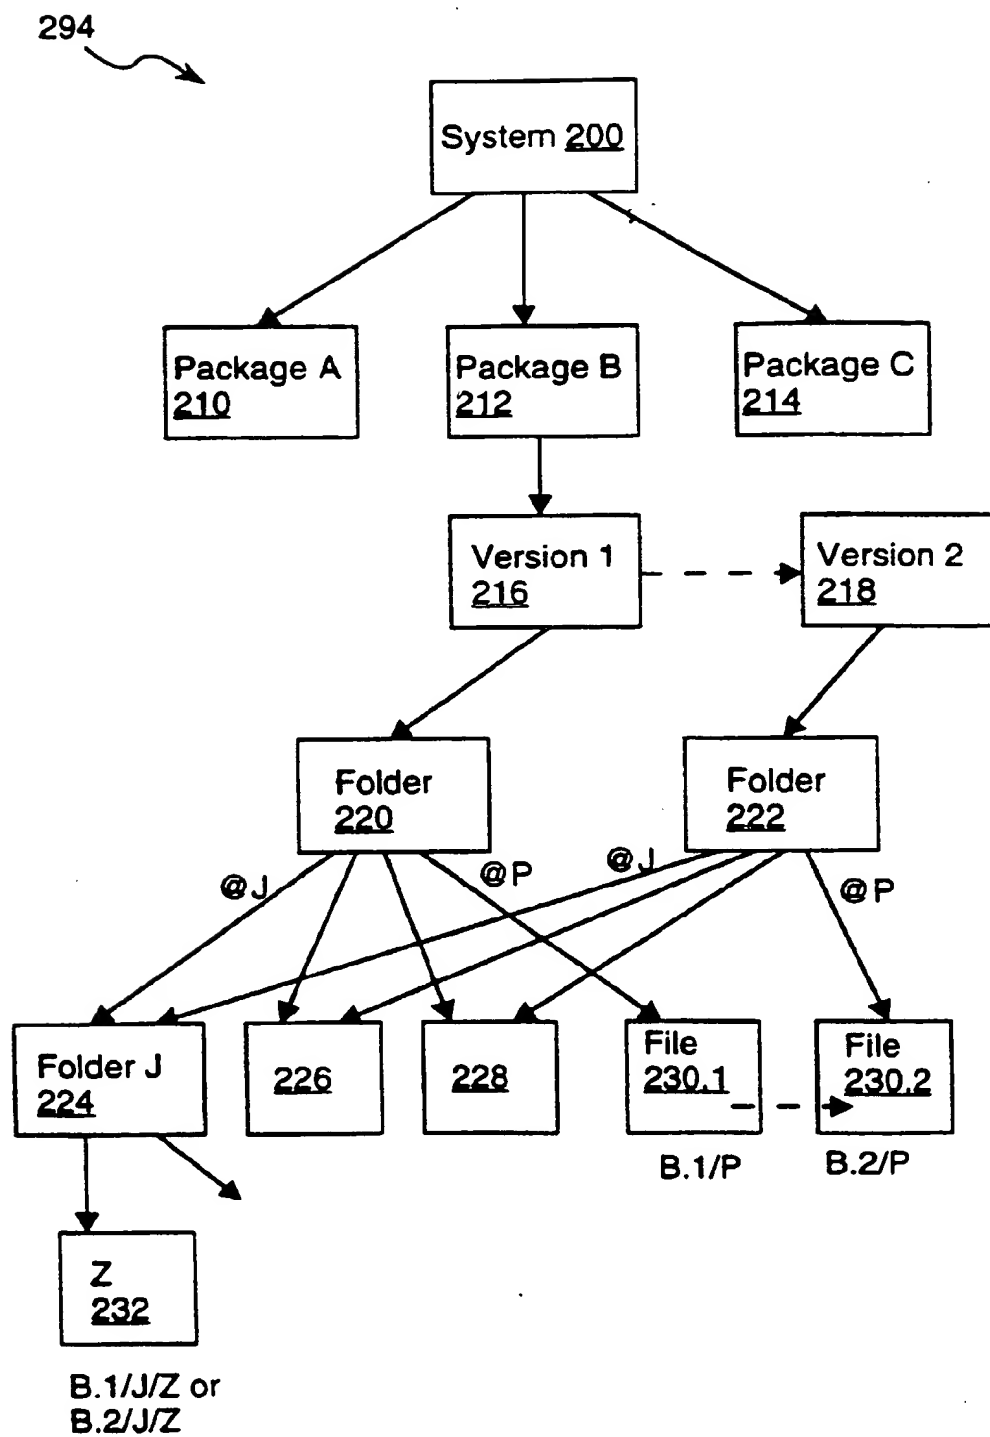 294
System 200
Package A
210
Package B
212
Package C
214
Version 1
216
Version 2
218
Folder
220
Folder
222
@J
@P
@J
@P
Folder J
224
226
228
File
230.1
File
230.2
B.1/P
B.2/P
Z
232
B.1/J/Z or
B.2/J/Z